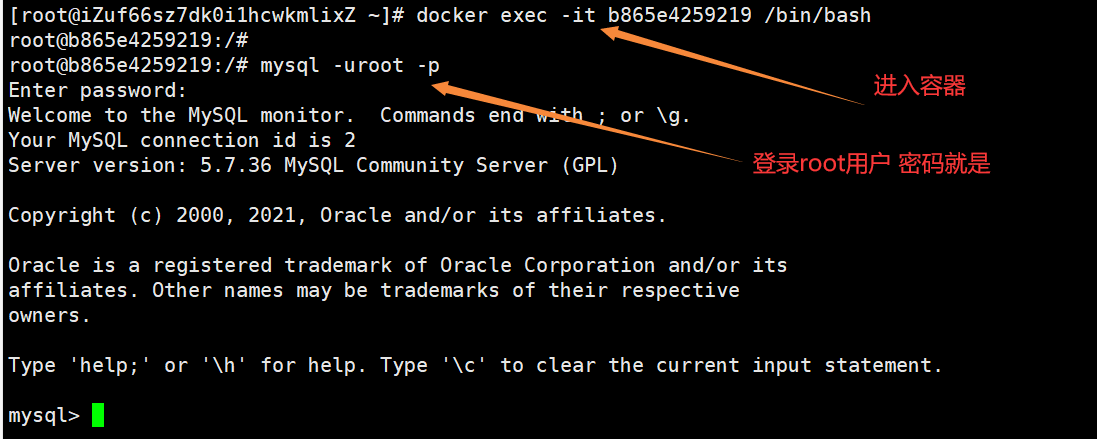 [root@iZuf66sz7dk0i1hcwkmlixZ ~]# docker exec -it b865e4259219 /bin/bash
root@b865e4259219:/#
root@b865e4259219:/# mysql -uroot -p
进入容器
Enter password:
Welcome to the MySQL monitor.  Commands end with ; or \g.
Your MySQL connection id is 2
Server version: 5.7.36 MySQL Community Server (GPL)
登录root用户 密码就是
Copyright (c) 2000, 2021, Oracle and/or its affiliates.
Oracle is a registered trademark of Oracle Corporation and/or its
affiliates. Other names may be trademarks of their respective
owners.
Type 'help;' or '\h' for help. Type '\c' to clear the current input statement.
mysql>